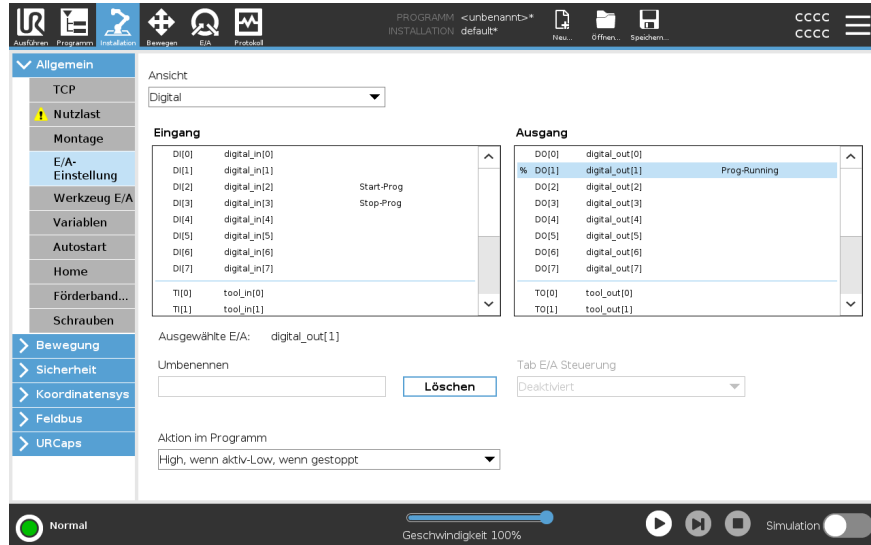 Ausführen Programm Installation Bewegen E/A Protokoll
PROGRAMM <unbenannt>*
INSTALLATION default*
Neu... Öffnen... Speichern...
CCCC
CCCC
Allgemein
TCP
Nutzlast
Montage
E/A-
Einstellung
Werkzeug E/A
Variablen
Autostart
Home
Förderband...
Schrauben
Bewegung
Sicherheit
Koordinatensys
Feldbus
URCaps
Ansicht
Digital
Eingang
DI[0] digital_in[0]
DI[1] digital_in[1]
DI[2] digital_in[2] Start-Prog
DI[3] digital_in[3] Stop-Prog
DI[4] digital_in[4]
DI[5] digital_in[5]
DI[6] digital_in[6]
DI[7] digital_in[7]
TI[0] tool_in[0]
TI[1] tool_in[1]
Ausgang
DO[0] digital_out[0]
% DO[1] digital_out[1] Prog-Running
DO[2] digital_out[2]
DO[3] digital_out[3]
DO[4] digital_out[4]
DO[5] digital_out[5]
DO[6] digital_out[6]
DO[7] digital_out[7]
TO[0] tool_out[0]
TO[1] tool_out[1]
Ausgewählte E/A: digital_out[1]
Umbenennen
Löschen
Tab E/A Steuerung
Deaktiviert
Aktion im Programm
High, wenn aktiv-Low, wenn gestoppt
Normal
Geschwindigkeit 100%
Simulation